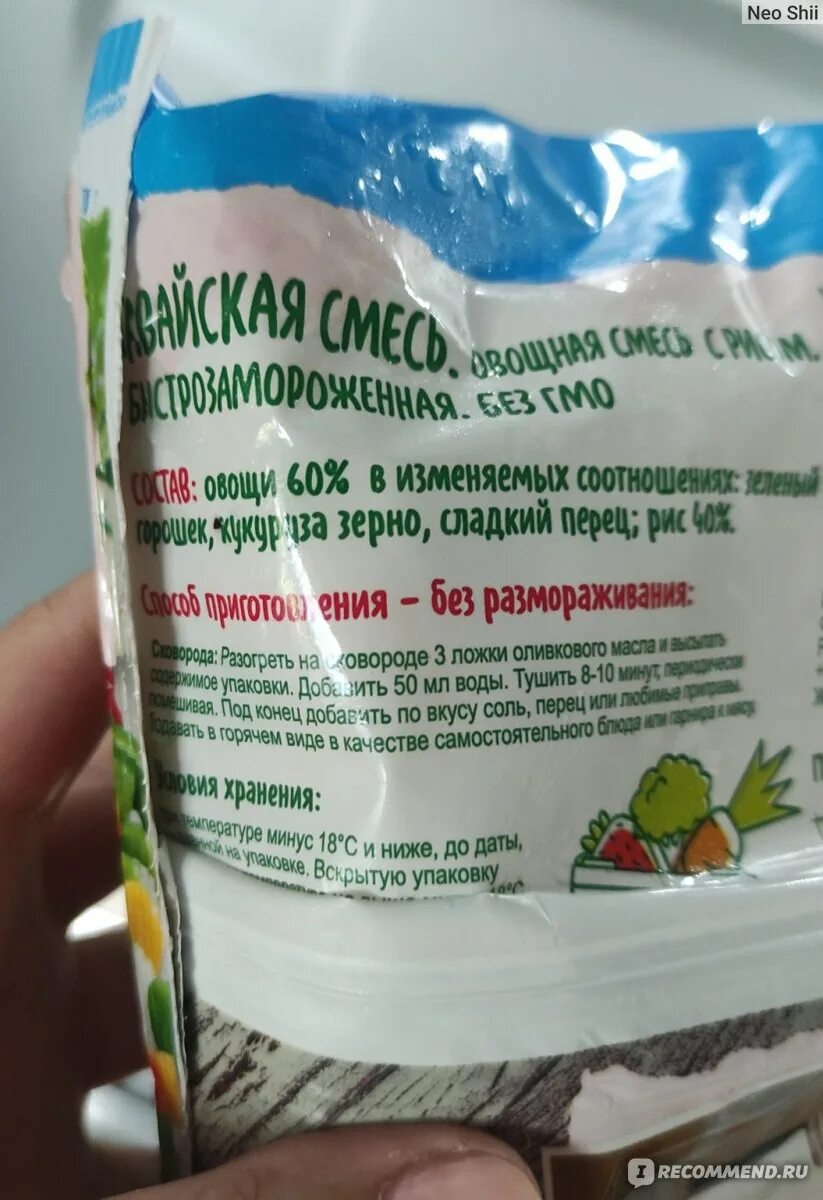 Neo Shii
ВАЙСКАЯ СМЕСЬ. ОВОЩНАЯ СМЕСЬ С РИСОМ.
БЫСТРОЗАМОРОЖЕННАЯ. БЕЗ ГМО
СОСТАВ: ОВОЩИ 60% В ИЗМЕНЯЕМЫХ СООТНОШЕНИЯХ: ЗЕЛЕНЫЙ
ГОРОШЕК, КУКУРУЗА ЗЕРНО, СЛАДКИЙ ПЕРЕЦ; РИС 40%.
Способ приготовления – без размораживания:
Сковорода: Разогреть на сковороде 3 ложки оливкового масла и высыпать
содержимое упаковки. Добавить 50 мл воды. Тушить 8-10 минут, периодически
помешивая. Под конец добавить по вкусу соль, перец или любимые приправы.
Подавать в горячем виде в качестве самостоятельного блюда или гарнира к мясу.
Условия хранения:
температуре минус 18°С и ниже, до даты,
на упаковке. Вскрытую упаковку
IRECOMMEND.RU